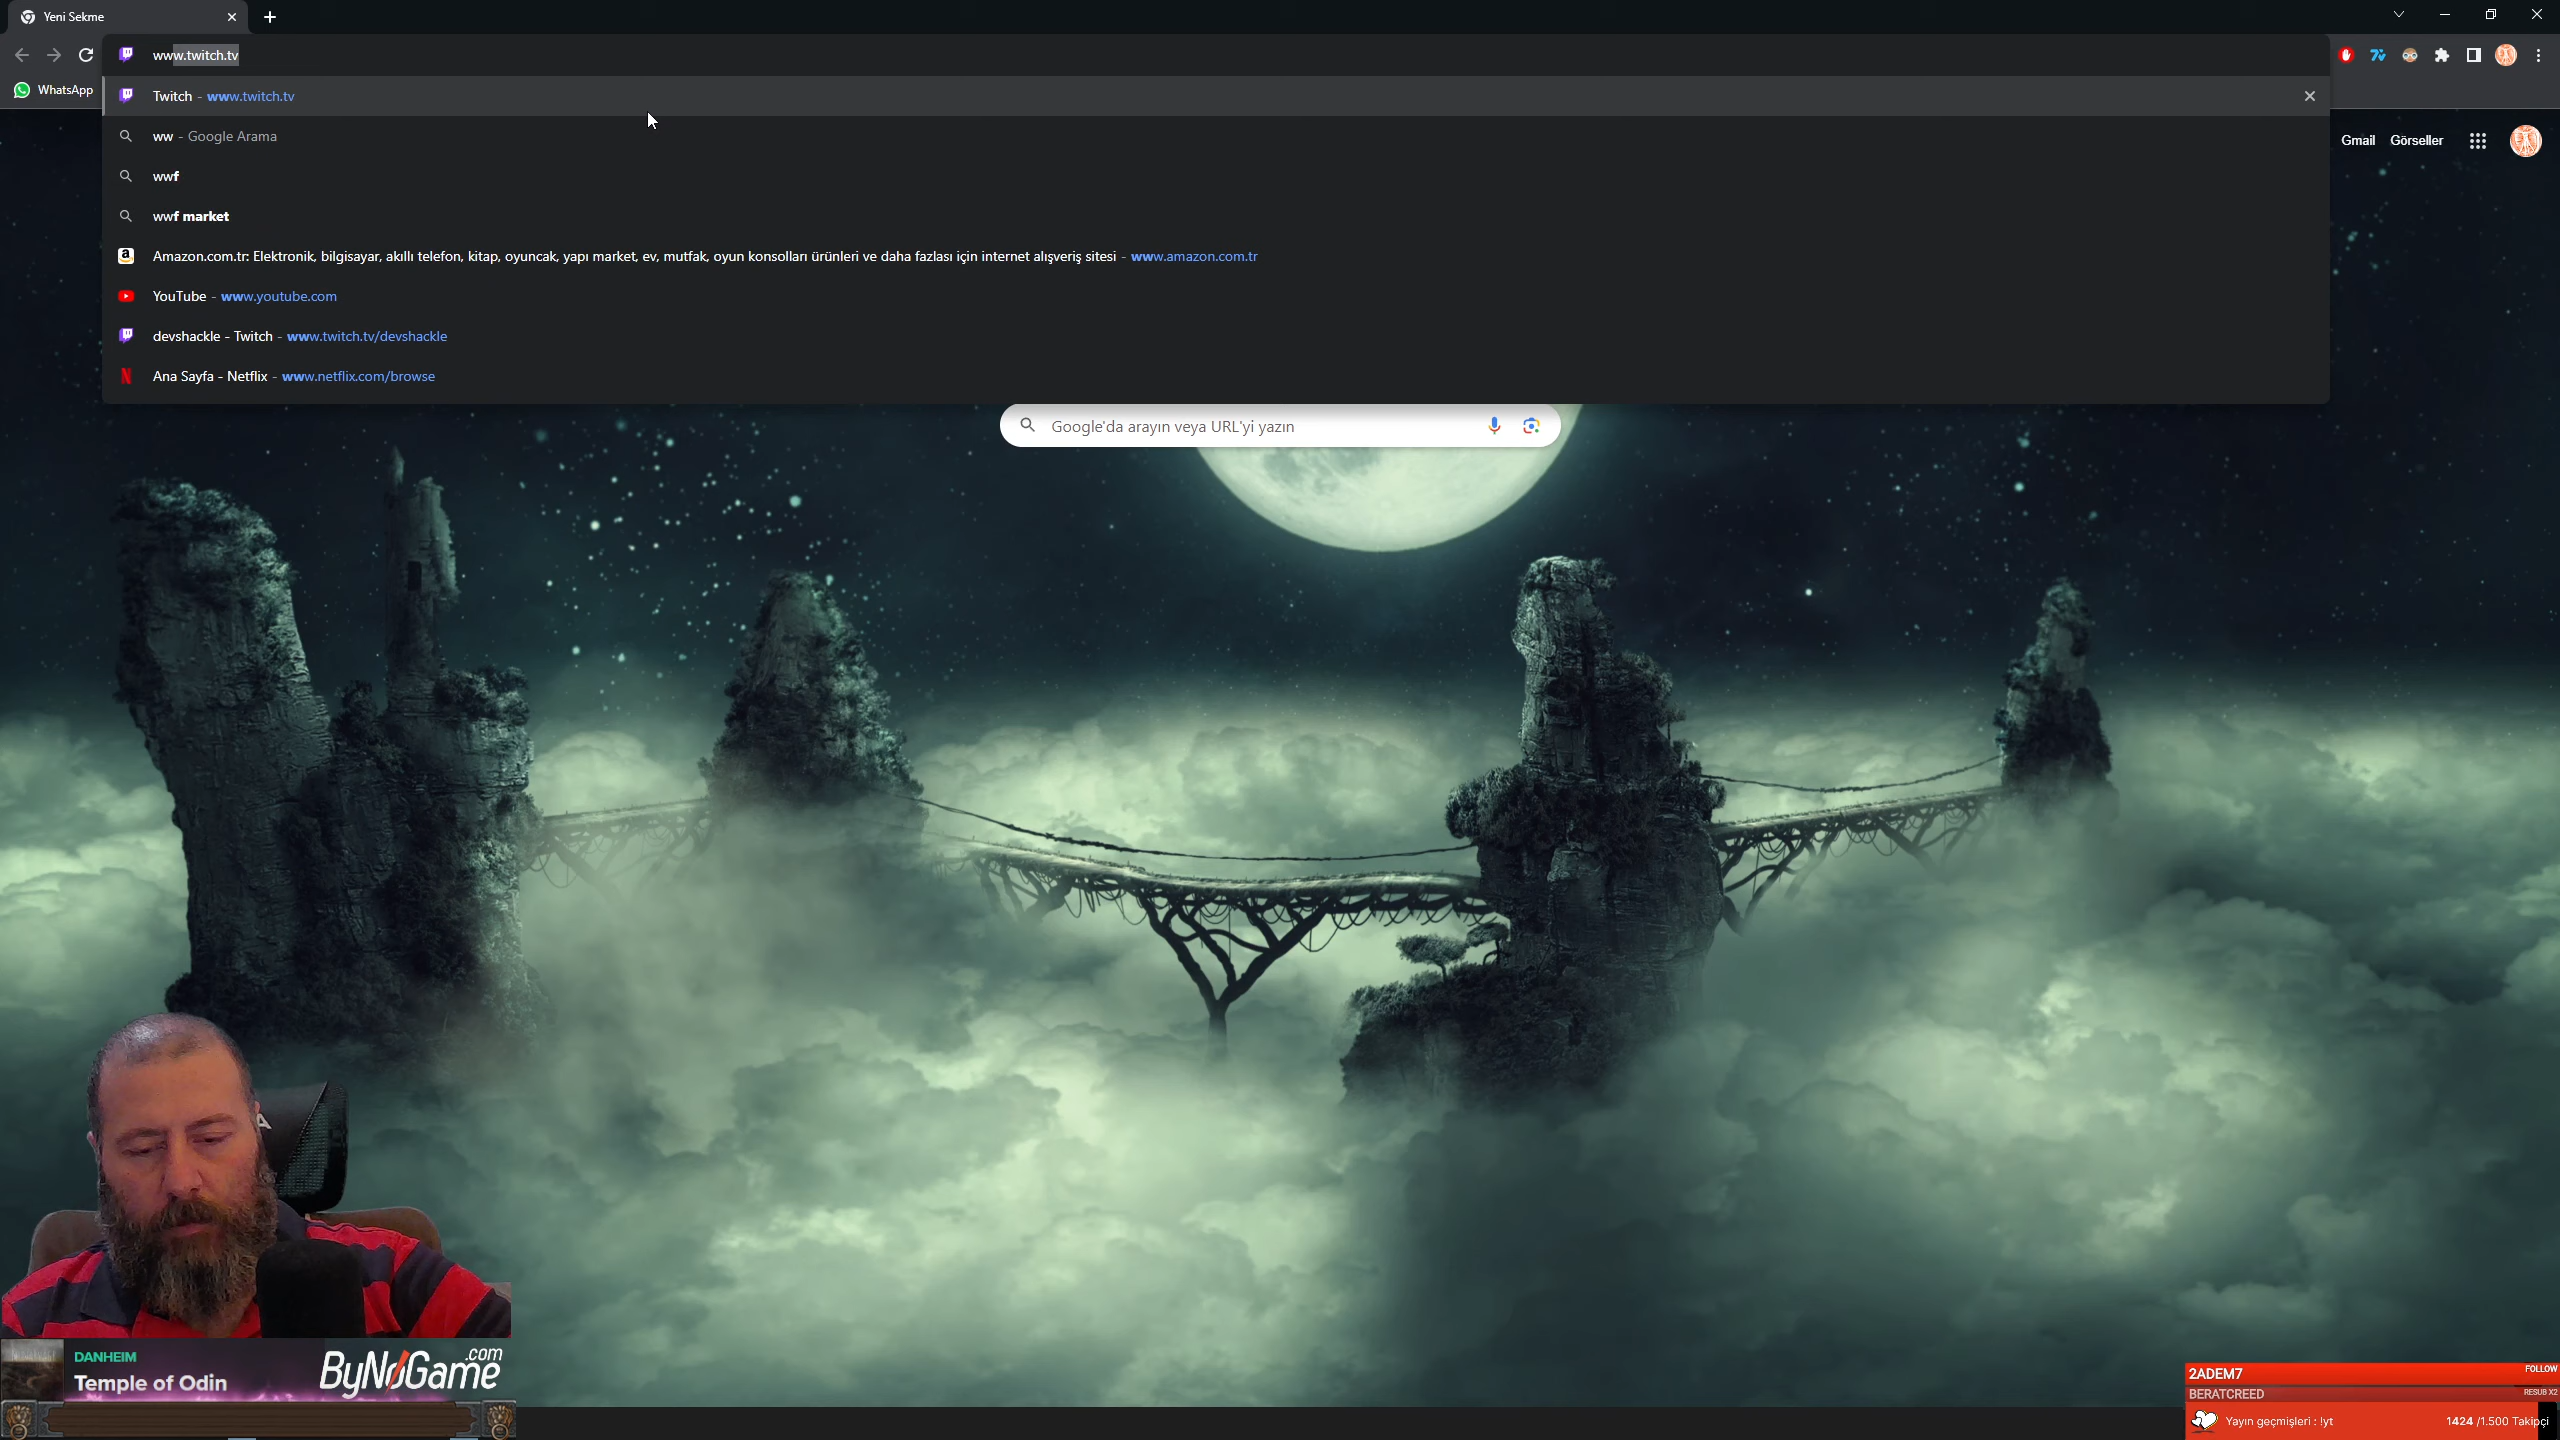 Yeni Sekme
www.twitch.tv
WhatsApp
Twitch - www.twitch.tv
ww - Google Arama
wwf
wwf market
Amazon.com.tr: Elektronik, bilgisayar, akıllı telefon, kitap, oyuncak, yapı market, ev, mutfak, oyun konsolları ürünleri ve daha fazlası için internet alışveriş sitesi - www.amazon.com.tr
YouTube - www.youtube.com
devshackle - Twitch - www.twitch.tv/devshackle
Ana Sayfa - Netflix - www.netflix.com/browse
Gmail Görseller
Google'da arayın veya URL'yi yazın
DANHEIM
Temple of Odin
ByNoGame.com
2ADEM7 FOLLOW
BERATCREED RESUB X2
Yayın geçmişleri : !yt 1424 /1.500 Takipçi